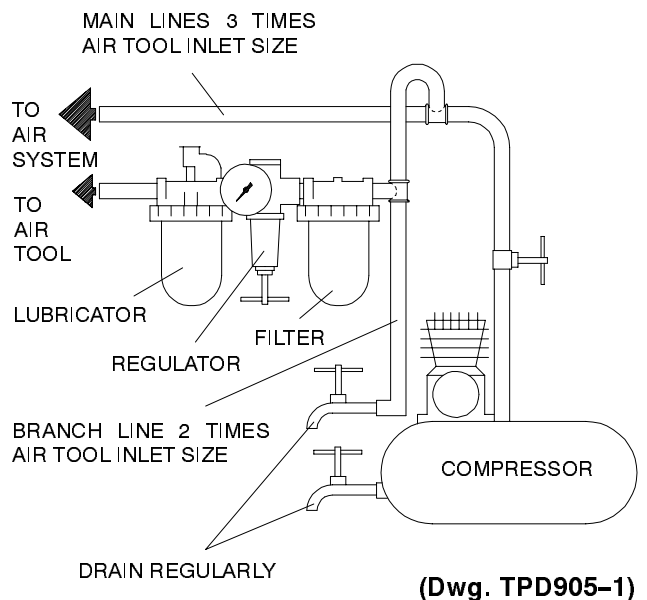 MAIN LINES 3 TIMES
AIR TOOL INLET SIZE
TO
AIR
SYSTEM
TO
AIR
TOOL
LUBRICATOR
FILTER
REGULATOR
BRANCH LINE 2 TIMES
AIR TOOL INLET SIZE
COMPRESSOR
DRAIN REGULARLY
(Dwg. TPD905–1)